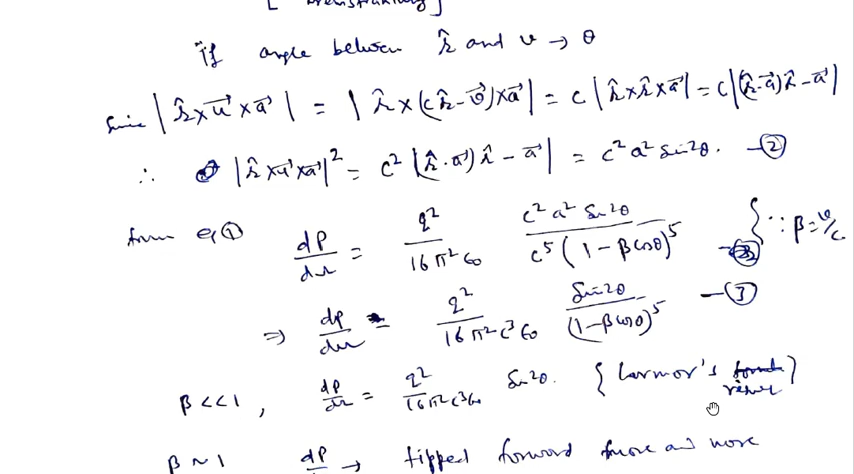 If angle between r̂ and v → θ
Since |r̂×u⃗×a⃗| = |r̂×(cr̂-v⃗)×a⃗| = c|r̂×r̂×a⃗| = c|(r̂·a⃗)r̂-a⃗|
∴ |r̂×u⃗×a⃗|² = c²|(r̂·a⃗)r̂-a⃗| = c²a² sin²θ. —②
from eq ① dP/dΩ = q²/16π²ε₀ c²a² sin²θ/c⁵(1-βcosθ)⁵ {∵ β=v/c
⇒ dP/dΩ = q²/16π²c³ε₀ sin²θ/(1-βcosθ)⁵ —③
β<<1, dP/dΩ = q²/16π²c³ε₀ sin²θ. {Larmor's }
β~1 dP/ → tipped forward more and more